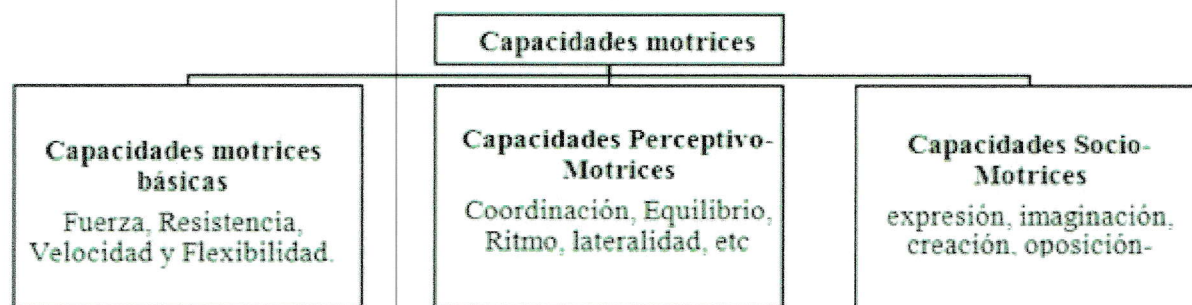 Capacidades motrices
Capacidades motrices
básicas
Fuerza, Resistencia,
Velocidad y Flexibilidad.
Capacidades Perceptivo-
Motrices
Coordinación, Equilibrio,
Ritmo, lateralidad, etc
Capacidades Socio-
Motrices
expresión, imaginación,
creación, oposición-